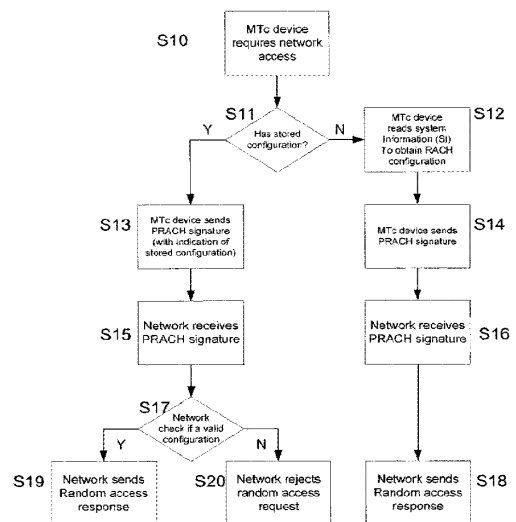 S10
MTc device
requires network
access
S11
Has stored
configuration?
Y
N
S12
MTc device
reads system
Information (SI)
To obtain RACH
configuration
S13
MTc device sends
PRACH signature
(with indication of
stored configuration)
S14
MTc device sends
PRACH signature
S15
Network receives
PRACH signature
S16
Network receives
PRACH signature
S17
Network
check if a valid
configuration
Y
N
S19
Network sends
Random access
response
S20
Network rejects
random access
request
S18
Network sends
Random access
response